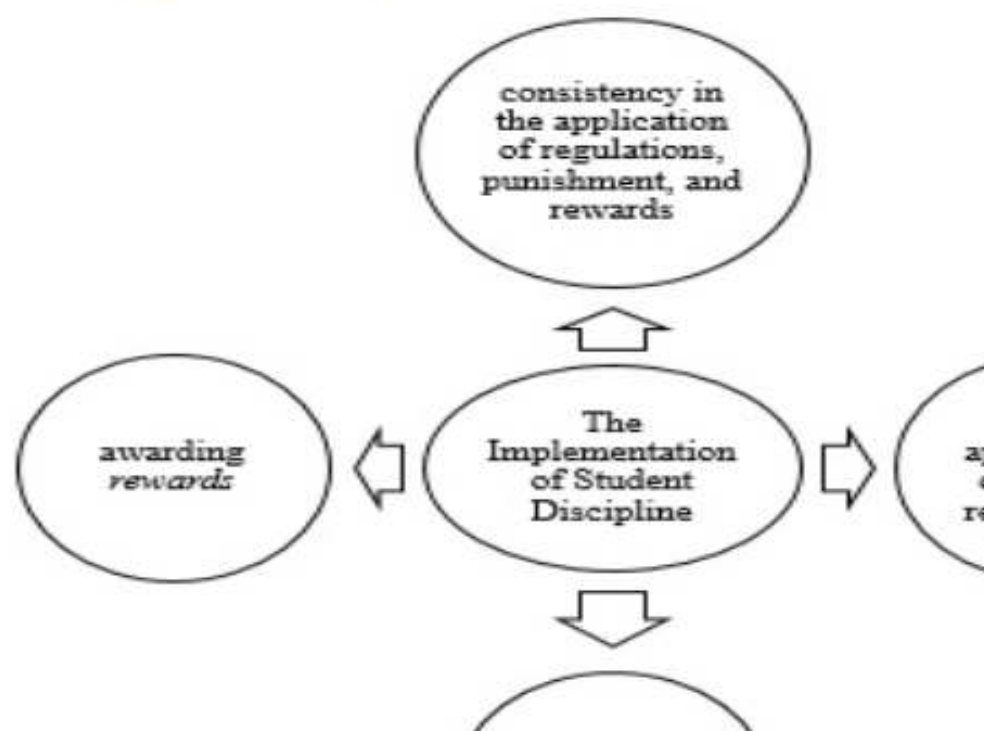 consistency in
the application
of regulations,
punishment, and
rewards
The
Implementation
of Student
Discipline
awarding
rewards